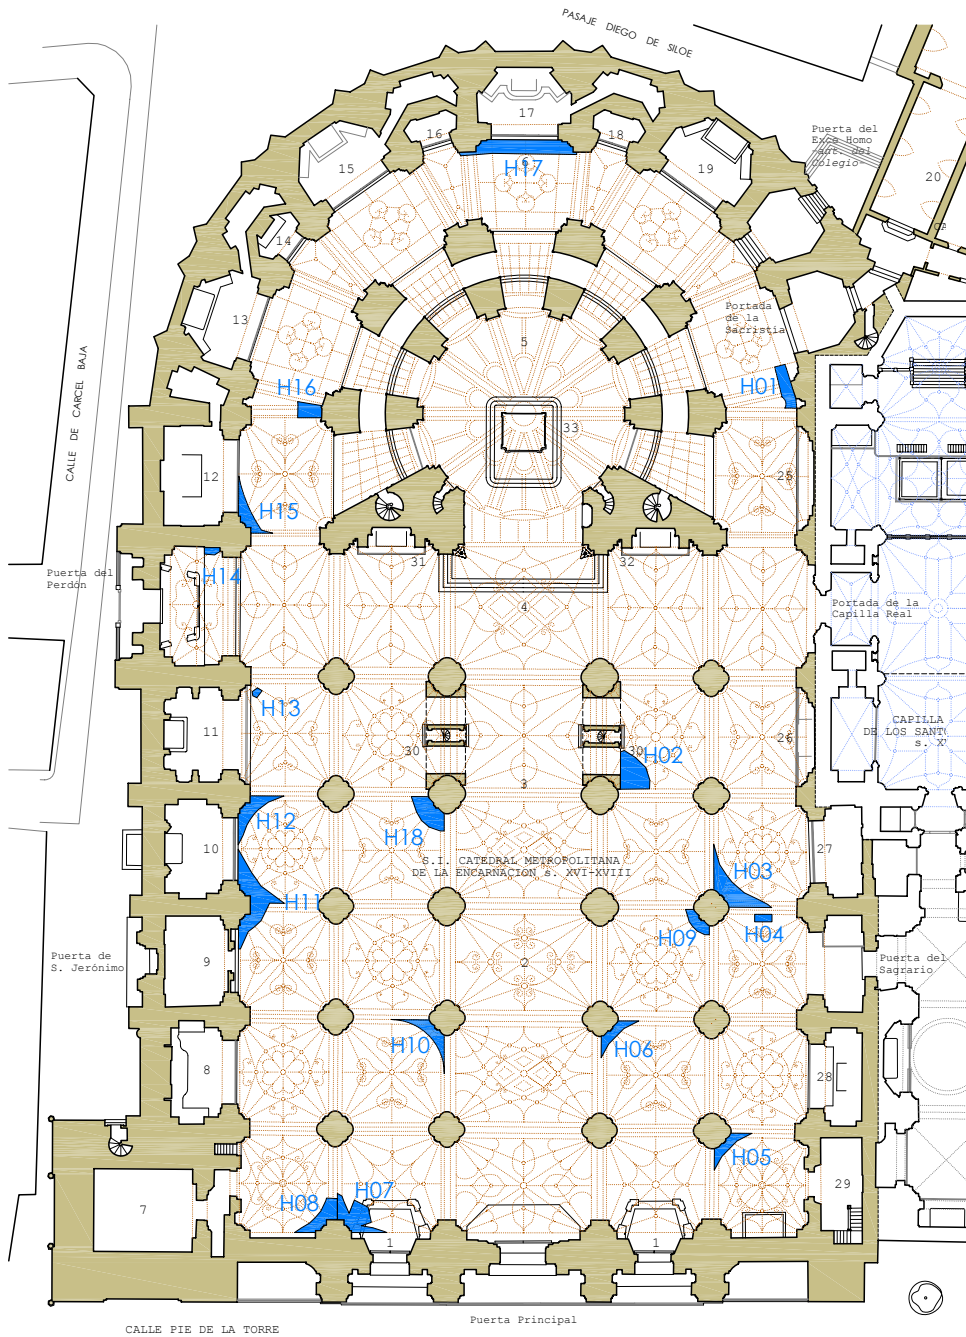 PASAJE DIEGO DE SILOE
17
16
18
Puerta del
Exce Homo
-ant. del
Colegio-
15
6
H17
19
20
14
13
Portada
de la
Sacristia
5
CALLE DE CARCEL BAJA
H16
H01
33
12
25
H15
31
32
H14
Puerta del
Perdón
4
Portada de la
Capilla Real
H13
11
26
CAPILLA
DE LOS SANT
s. X
30
30
H02
3
H12
H18
10
S.I. CATEDRAL METROPOLITANA
DE LA ENCARNACION s. XVI-XVIII
27
H03
H11
H09
H04
Puerta de
S. Jerónimo
9
2
Puerta del
Sagrario
H10
H06
8
28
H05
7
H08
H07
29
1
1
Puerta Principal
CALLE PIE DE LA TORRE